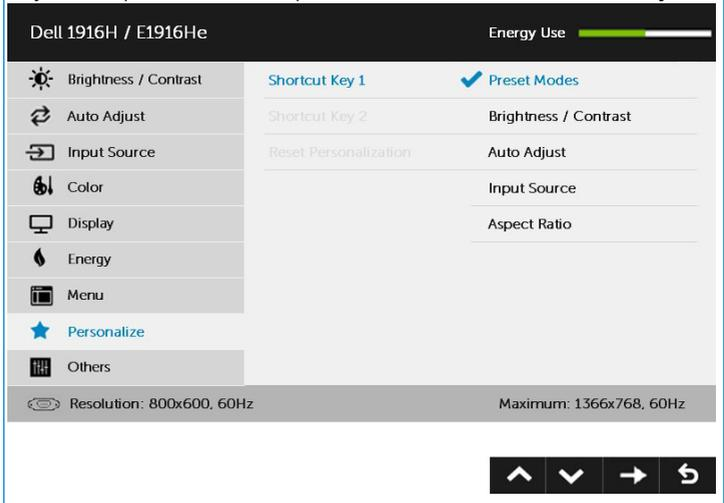 Dell 1916H / E1916He
Energy Use
Brightness / Contrast
Auto Adjust
Input Source
Color
Display
Energy
Menu
Personalize
Others
Shortcut Key 1
Shortcut Key 2
Reset Personalization
Preset Modes
Brightness / Contrast
Auto Adjust
Input Source
Aspect Ratio
Resolution: 800x600, 60Hz
Maximum: 1366x768, 60Hz